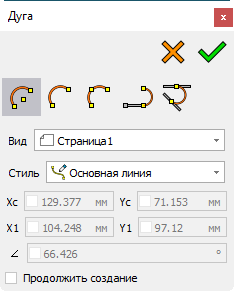 Дуга
Вид Страница1
Стиль Основная линия
Xc 129.377 мм Yc 71.153 мм
X1 104.248 мм Y1 97.12 мм
∠ 66.426 °
Продолжить создание